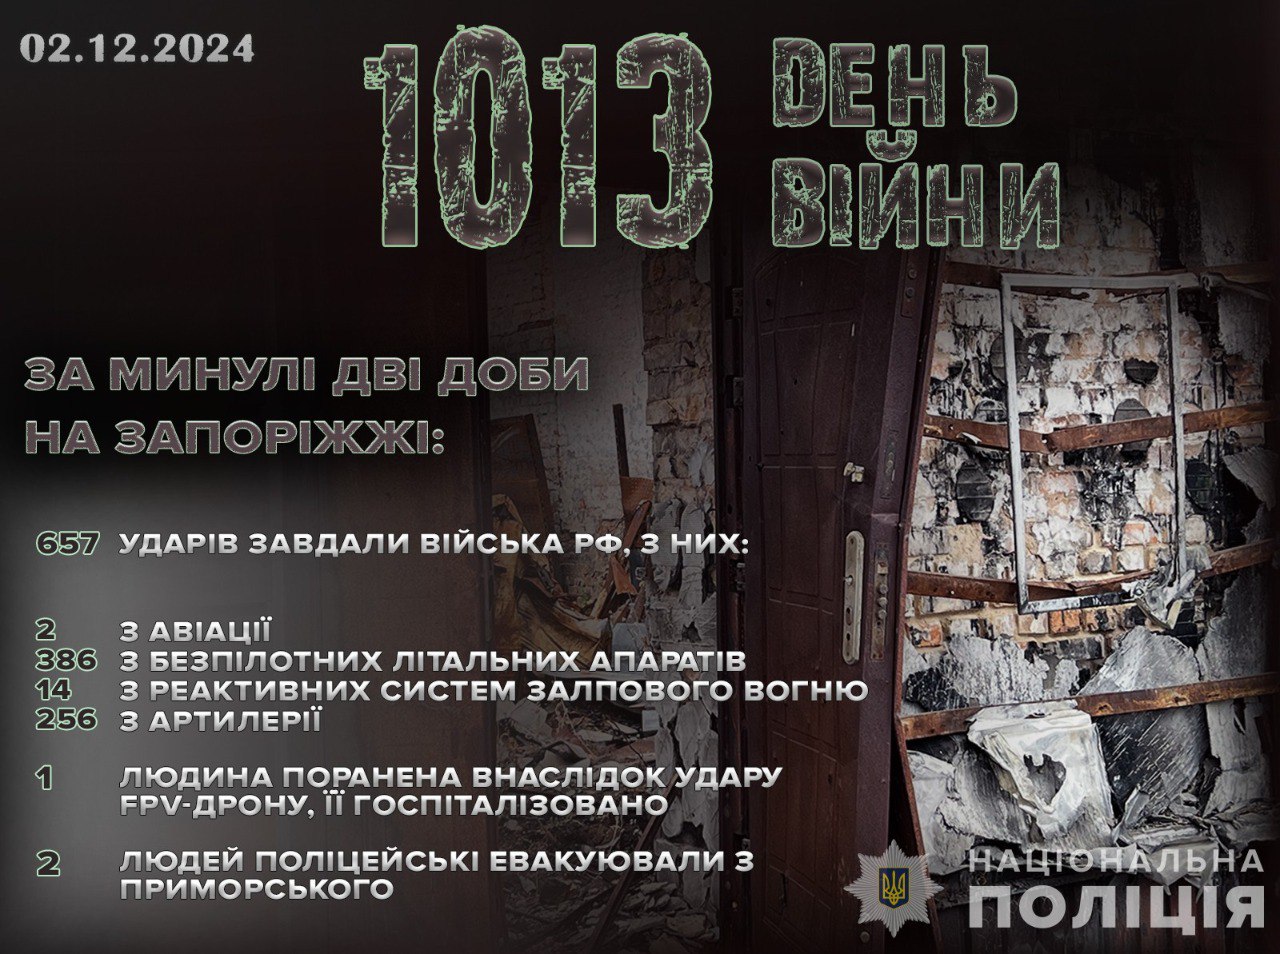 02.12.2024
1013 ДЕНЬ
ВІЙНИ
ЗА МИНУЛІ ДВІ ДОБИ
НА ЗАПОРІЖЖІ:
657 УДАРІВ ЗАВДАЛИ ВІЙСЬКА РФ, З НИХ:
2 З АВІАЦІЇ
386 З БЕЗПІЛОТНИХ ЛІТАЛЬНИХ АПАРАТІВ
14 З РЕАКТИВНИХ СИСТЕМ ЗАЛПОВОГО ВОГНЮ
256 З АРТИЛЕРІЇ
1 ЛЮДИНА ПОРАНЕНА ВНАСЛІДОК УДАРУ
FPV-ДРОНУ, ЇЇ ГОСПІТАЛІЗОВАНО
2 ЛЮДЕЙ ПОЛІЦЕЙСЬКІ ЕВАКУЮВАЛИ З
ПРИМОРСЬКОГО
НАЦІОНАЛЬНА
ПОЛІЦІЯ